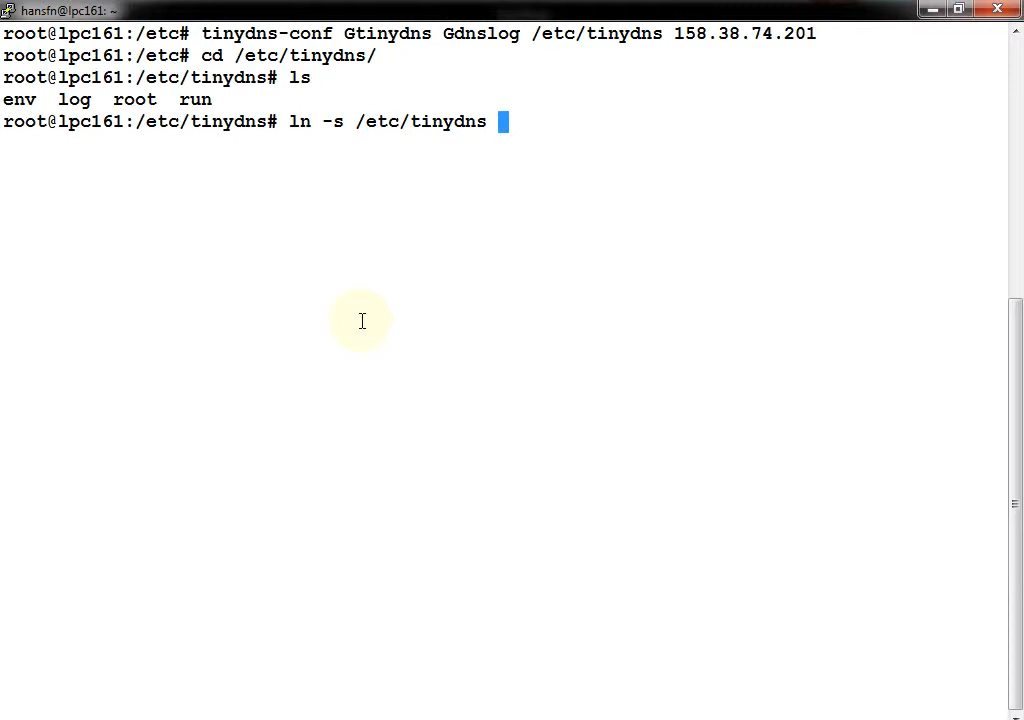 hansfn@lpc161: ~
root@lpc161:/etc# tinydns-conf Gtinydns Gdnslog /etc/tinydns 158.38.74.201
root@lpc161:/etc# cd /etc/tinydns/
root@lpc161:/etc/tinydns# ls
env  log  root  run
root@lpc161:/etc/tinydns# ln -s /etc/tinydns